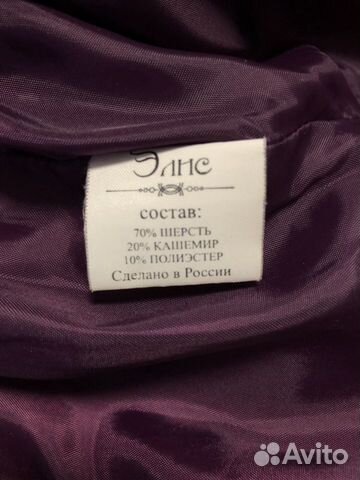 Элис
состав:
70% ШЕРСТЬ
20% КАШЕМИР
10% ПОЛИЭСТЕР
Сделано в России
Avito